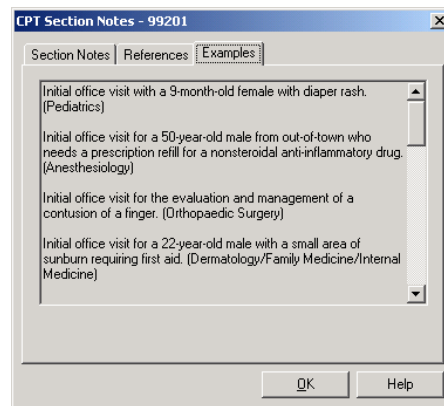 CPT Section Notes - 99201
Section Notes References Examples
Initial office visit with a 9-month-old female with diaper rash.
(Pediatrics)
Initial office visit for a 50-year-old male from out-of-town who
needs a prescription refill for a nonsteroidal anti-inflammatory drug.
(Anesthesiology)
Initial office visit for the evaluation and management of a
contusion of a finger. (Orthopaedic Surgery)
Initial office visit for a 22-year-old male with a small area of
sunburn requiring first aid. (Dermatology/Family Medicine/Internal
Medicine)
OK Help